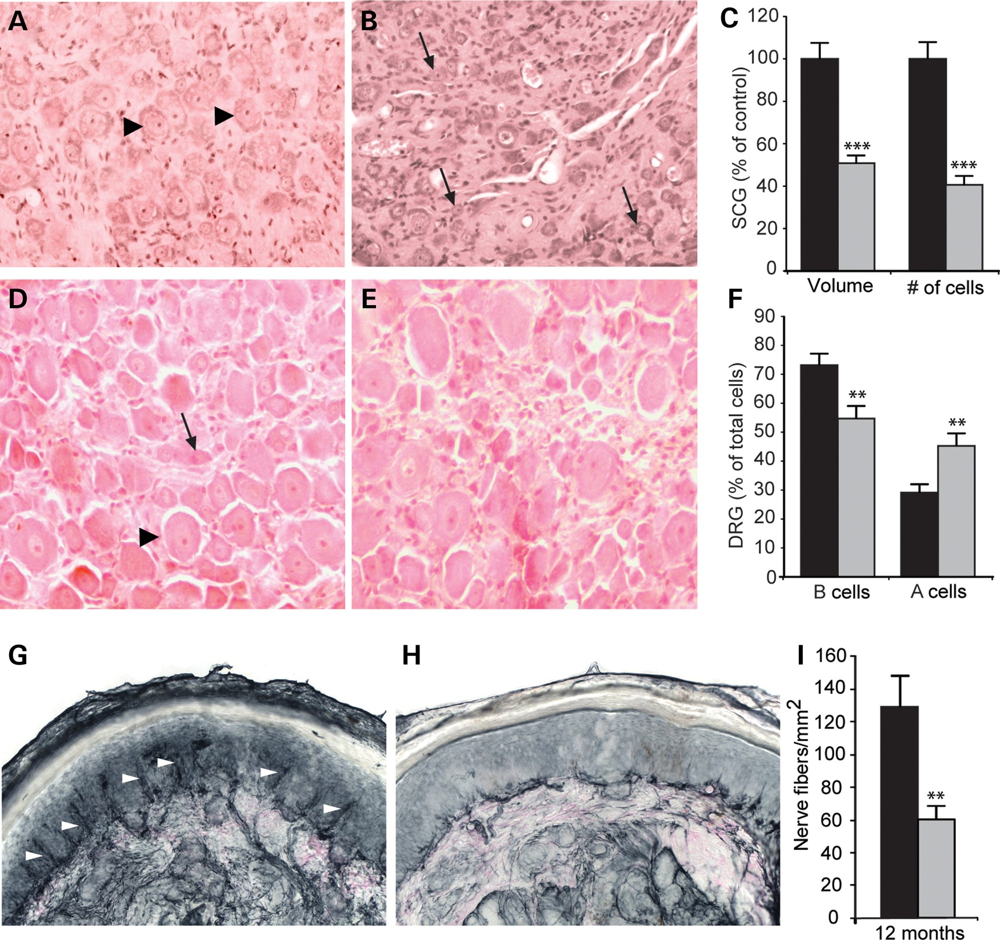 A
B
C
120
100
80
60
40
20
0
SCG (% of control)
***
***
Volume
# of cells
D
E
F
90
80
70
60
50
40
30
20
10
0
DRG (% of total cells)
**
**
B cells
A cells
G
H
I
160
140
120
100
80
60
40
20
0
Nerve fibers/mm2
**
12 months